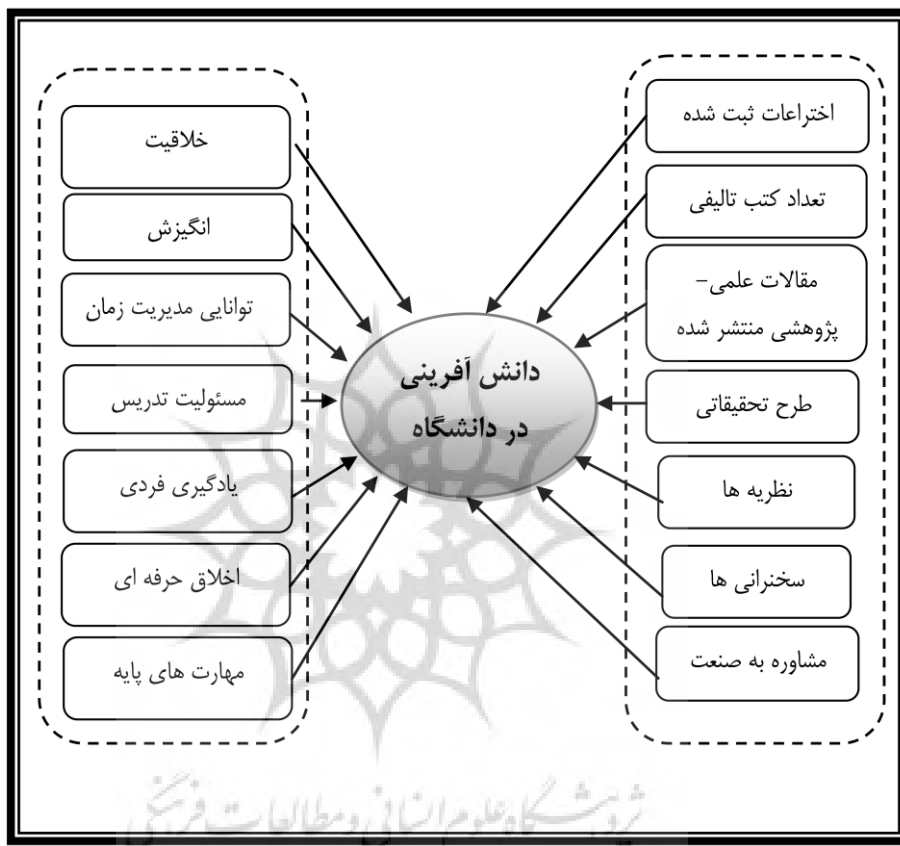 اختراعات ثبت شده
تعداد کتب تالیفی
مقالات علمی-
پژوهشی منتشر شده
طرح تحقیقاتی
نظریه ها
سخنرانی ها
مشاوره به صنعت
دانش آفرینی
در دانشگاه
خلاقیت
انگیزش
توانایی مدیریت زمان
مسئولیت تدریس
یادگیری فردی
اخلاق حرفه ای
مهارت های پایه
پژوهشگاه علوم انسانی و مطالعات فرهنگی